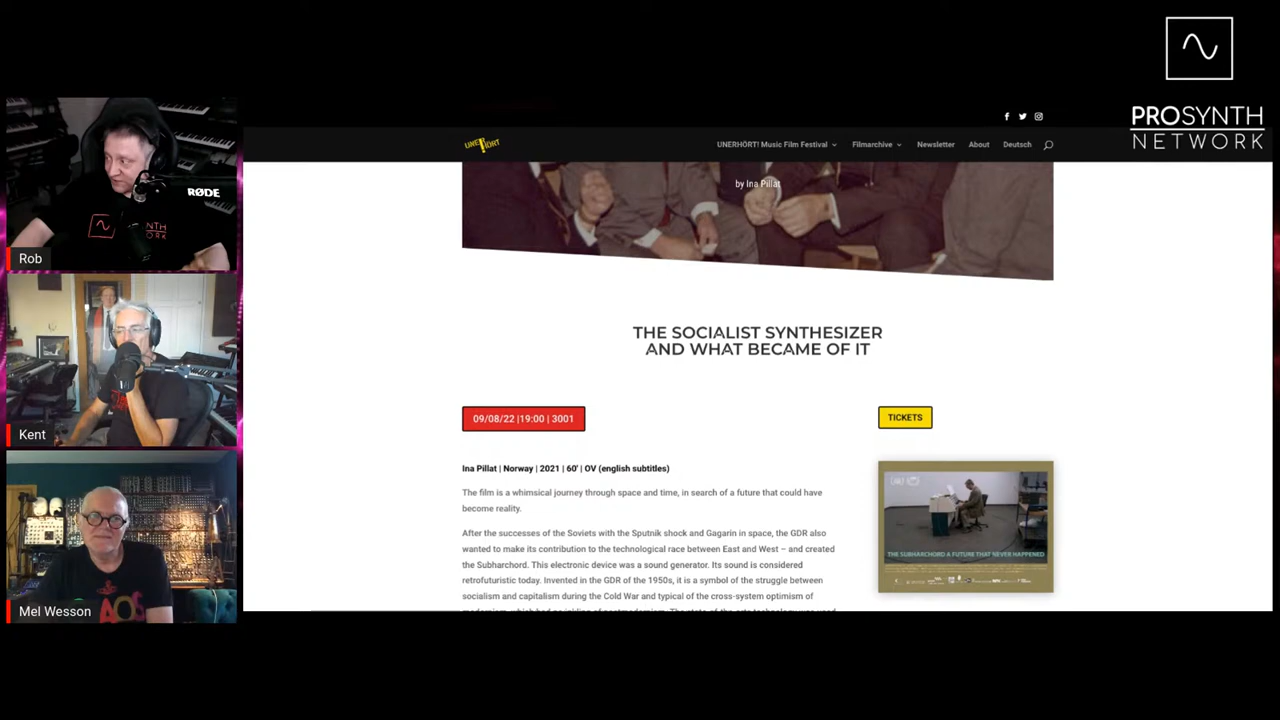 PROSYNTH
NETWORK
RØDE
NTH
ORK
Rob
Kent
AOS
Mel Wesson
UNERHÖRT
UNERHÖRT! Music Film Festival
Filmarchive
Newsletter
About
Deutsch
by Ina Pillat
THE SOCIALIST SYNTHESIZER
AND WHAT BECAME OF IT
09/08/22 |19:00 | 3001
TICKETS
Ina Pillat | Norway | 2021 | 60' | OV (english subtitles)
The film is a whimsical journey through space and time, in search of a future that could have
become reality.
After the successes of the Soviets with the Sputnik shock and Gagarin in space, the GDR also
wanted to make its contribution to the technological race between East and West – and created
the Subharchord. This electronic device was a sound generator. Its sound is considered
retrofuturistic today. Invented in the GDR of the 1950s, it is a symbol of the struggle between
socialism and capitalism during the Cold War and typical of the cross-system optimism of
THE SUBHARCHORD A FUTURE THAT NEVER HAPPENED